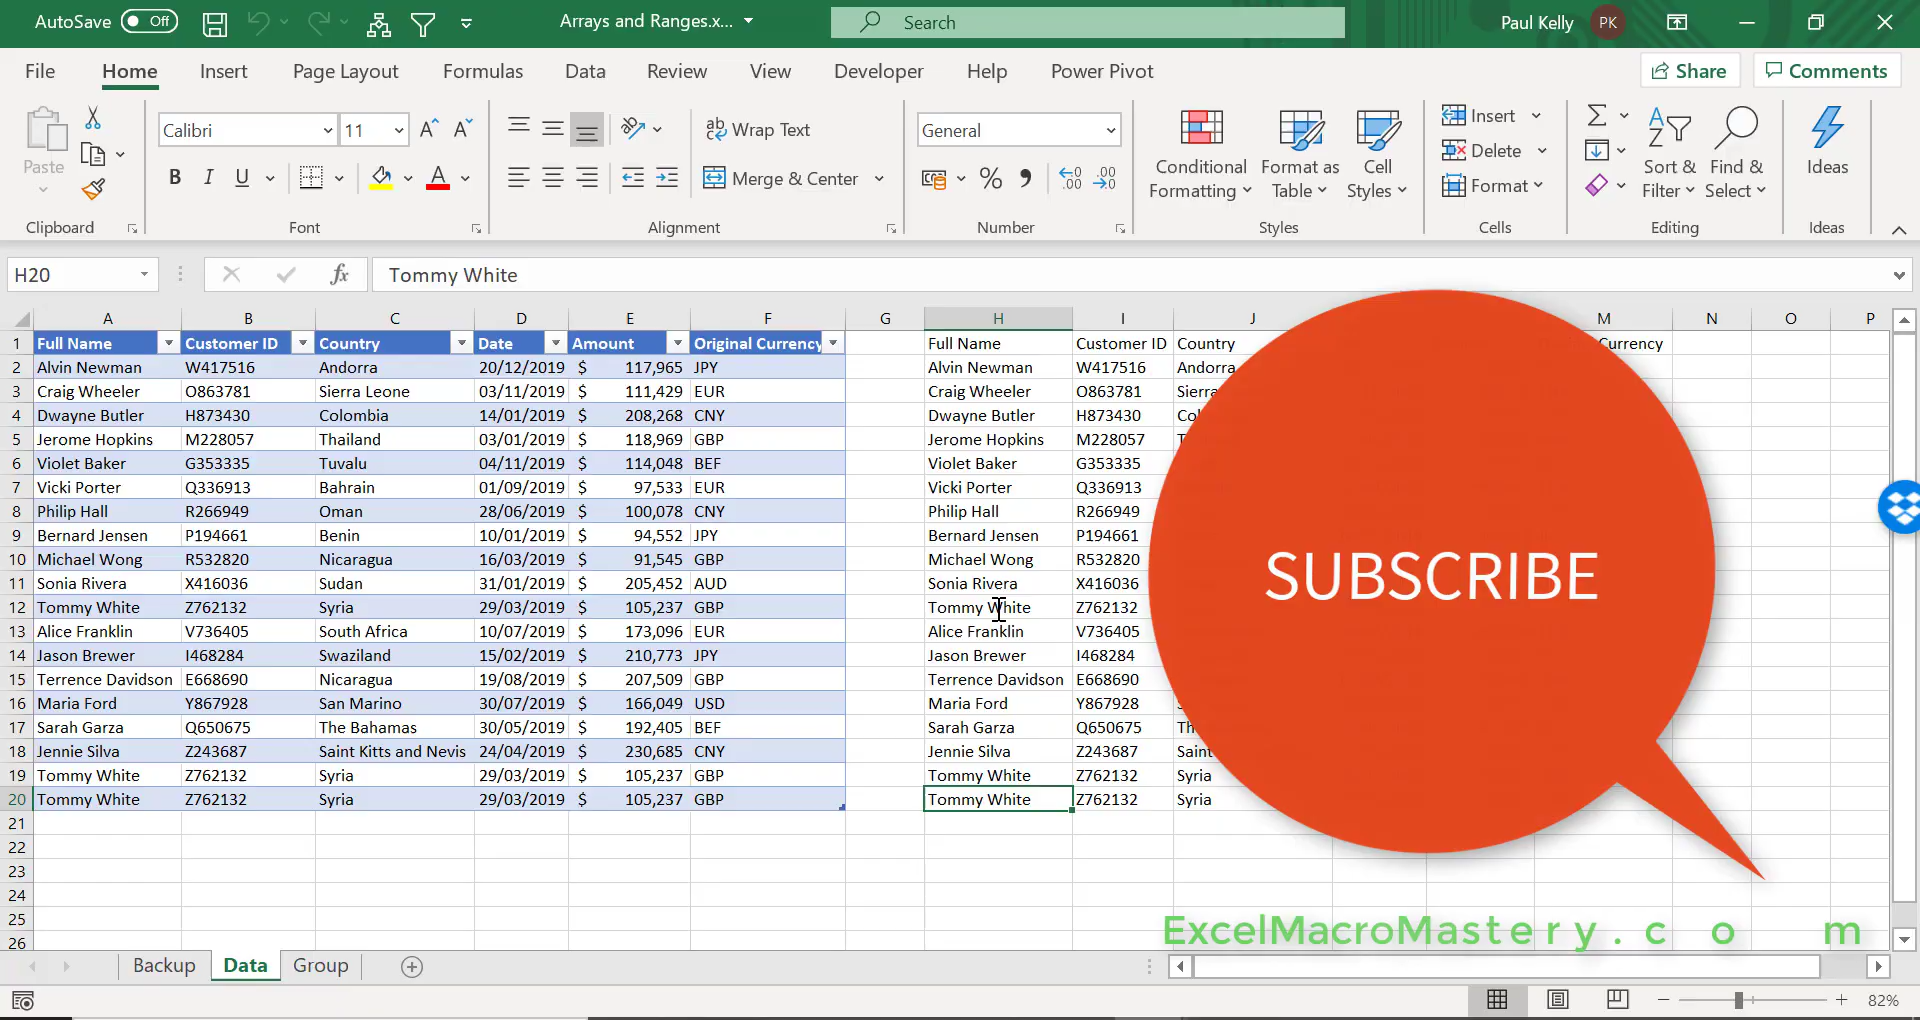 AutoSave Off Arrays and Ranges.x... Search Paul Kelly PK
File Home Insert Page Layout Formulas Data Review View Developer Help Power Pivot Share Comments
Paste Calibri 11 A^ A˅ ab Wrap Text General Conditional Formatting Format as Table Cell Styles Insert Delete Format Sort & Filter Find & Select Ideas
B I U A Merge & Center % , .00
Clipboard Font Alignment Number Styles Cells Editing Ideas
H20 fx Tommy White
A B C D E F G H I J M N O P
1 Full Name Customer ID Country Date Amount Original Currency Full Name Customer ID Country Currency
2 Alvin Newman W417516 Andorra 20/12/2019 $ 117,965 JPY Alvin Newman W417516 Andorra
3 Craig Wheeler O863781 Sierra Leone 03/11/2019 $ 111,429 EUR Craig Wheeler O863781 Sierra
4 Dwayne Butler H873430 Colombia 14/01/2019 $ 208,268 CNY Dwayne Butler H873430 Co
5 Jerome Hopkins M228057 Thailand 03/01/2019 $ 118,969 GBP Jerome Hopkins M228057 T
6 Violet Baker G353335 Tuvalu 04/11/2019 $ 114,048 BEF Violet Baker G353335
7 Vicki Porter Q336913 Bahrain 01/09/2019 $ 97,533 EUR Vicki Porter Q336913
8 Philip Hall R266949 Oman 28/06/2019 $ 100,078 CNY Philip Hall R266949
9 Bernard Jensen P194661 Benin 10/01/2019 $ 94,552 JPY Bernard Jensen P194661
10 Michael Wong R532820 Nicaragua 16/03/2019 $ 91,545 GBP Michael Wong R532820
11 Sonia Rivera X416036 Sudan 31/01/2019 $ 205,452 AUD Sonia Rivera X416036
12 Tommy White Z762132 Syria 29/03/2019 $ 105,237 GBP Tommy White Z762132
13 Alice Franklin V736405 South Africa 10/07/2019 $ 173,096 EUR Alice Franklin V736405
14 Jason Brewer I468284 Swaziland 15/02/2019 $ 210,773 JPY Jason Brewer I468284
15 Terrence Davidson E668690 Nicaragua 19/08/2019 $ 207,509 GBP Terrence Davidson E668690
16 Maria Ford Y867928 San Marino 30/07/2019 $ 166,049 USD Maria Ford Y867928
17 Sarah Garza Q650675 The Bahamas 30/05/2019 $ 192,405 BEF Sarah Garza Q650675 Th
18 Jennie Silva Z243687 Saint Kitts and Nevis 24/04/2019 $ 230,685 CNY Jennie Silva Z243687 Saint
19 Tommy White Z762132 Syria 29/03/2019 $ 105,237 GBP Tommy White Z762132 Syria
20 Tommy White Z762132 Syria 29/03/2019 $ 105,237 GBP Tommy White Z762132 Syria
21
22
23
24
25
26
SUBSCRIBE
ExcelMacroMastery.com
Backup Data Group
82%